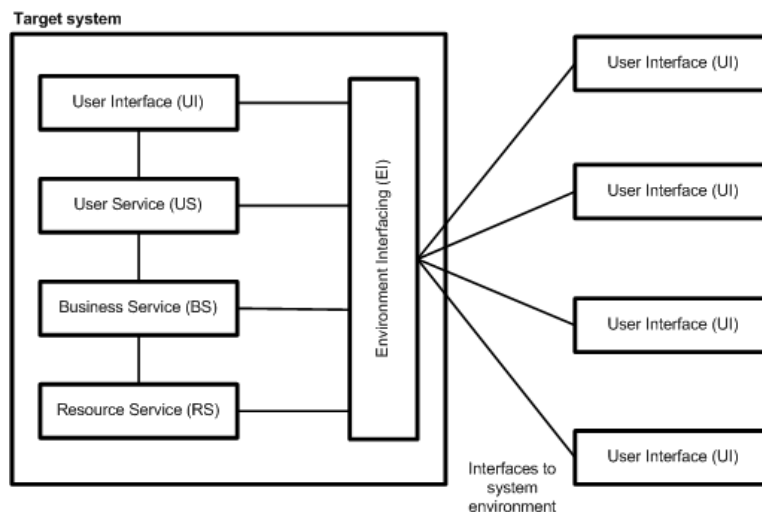 Target system
User Interface (UI)
User Service (US)
Business Service (BS)
Resource Service (RS)
Environment Interfacing (EI)
User Interface (UI)
User Interface (UI)
User Interface (UI)
User Interface (UI)
Interfaces to
system
environment